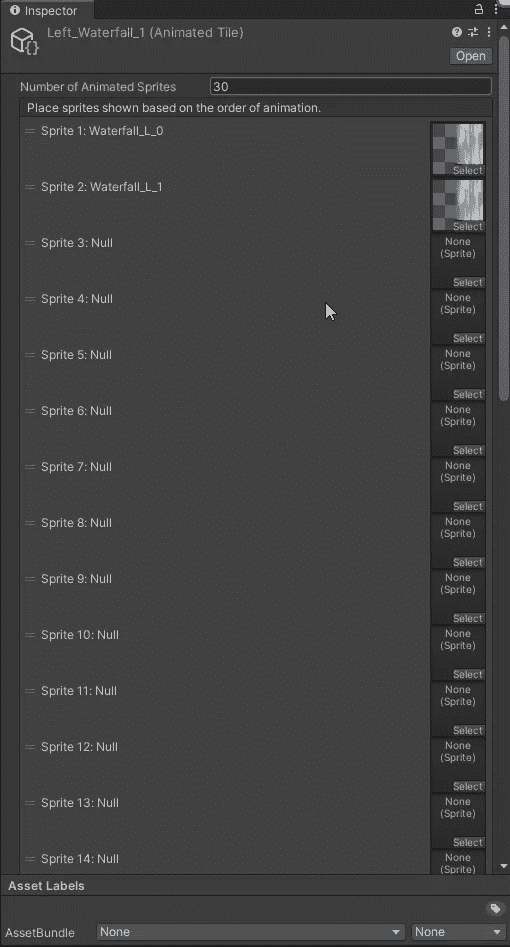 Inspector
Left_Waterfall_1 (Animated Tile)
Open
Number of Animated Sprites 30
Place sprites shown based on the order of animation.
Sprite 1: Waterfall_L_0
Select
Sprite 2: Waterfall_L_1
Select
Sprite 3: Null
None
(Sprite)
Select
Sprite 4: Null
None
(Sprite)
Select
Sprite 5: Null
None
(Sprite)
Select
Sprite 6: Null
None
(Sprite)
Select
Sprite 7: Null
None
(Sprite)
Select
Sprite 8: Null
None
(Sprite)
Select
Sprite 9: Null
None
(Sprite)
Select
Sprite 10: Null
None
(Sprite)
Select
Sprite 11: Null
None
(Sprite)
Select
Sprite 12: Null
None
(Sprite)
Select
Sprite 13: Null
None
(Sprite)
Select
Sprite 14: Null
None
(Sprite)
Asset Labels
AssetBundle None None